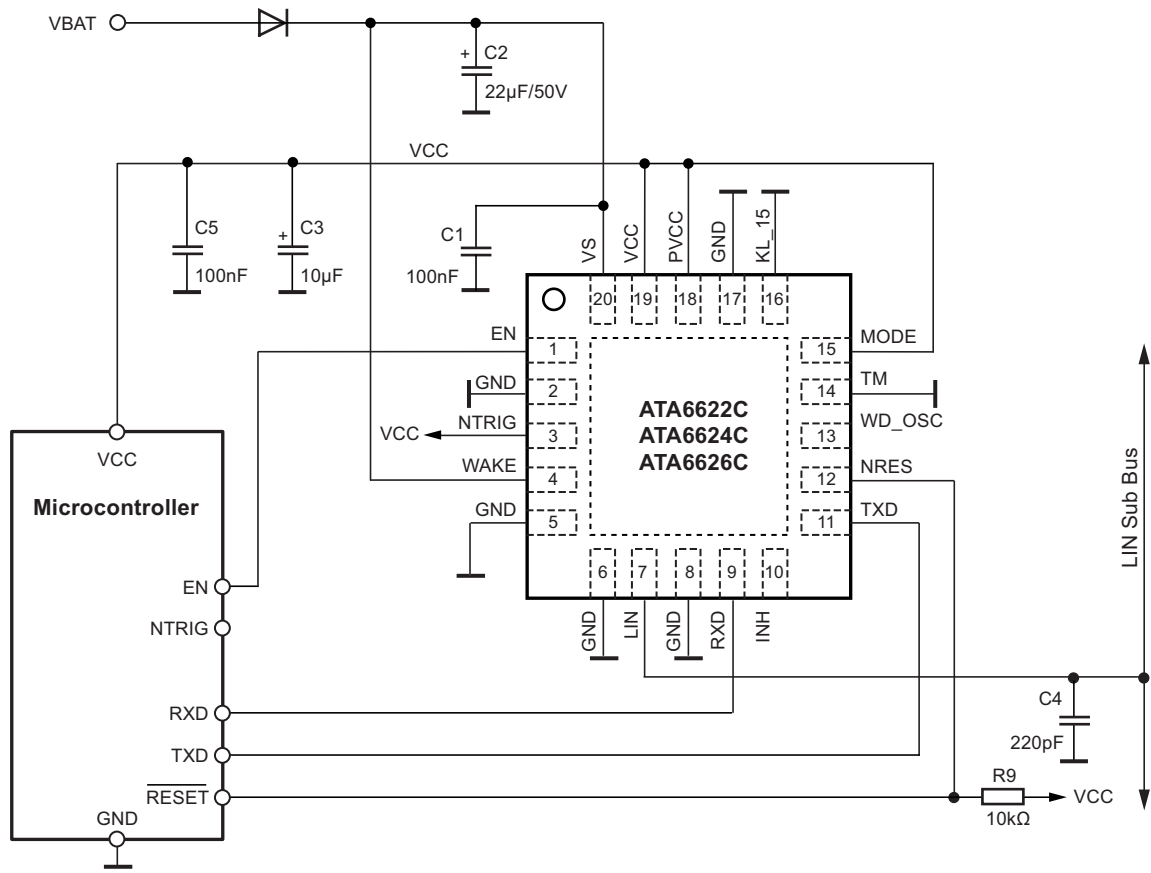 VBAT
+
C2
22µF/50V
VCC
C5
100nF
+
C3
10µF
C1
100nF
VS
VCC
PVCC
GND
KL_15
20
19
18
17
16
EN
1
GND
2
VCC
NTRIG
3
WAKE
4
GND
5
ATA6622C
ATA6624C
ATA6626C
15
MODE
14
TM
WD_OSC
13
12
NRES
11
TXD
6
7
8
9
10
GND
LIN
GND
RXD
INH
LIN Sub Bus
VCC
Microcontroller
EN
NTRIG
RXD
TXD
RESET
GND
C4
220pF
R9
10kΩ
VCC